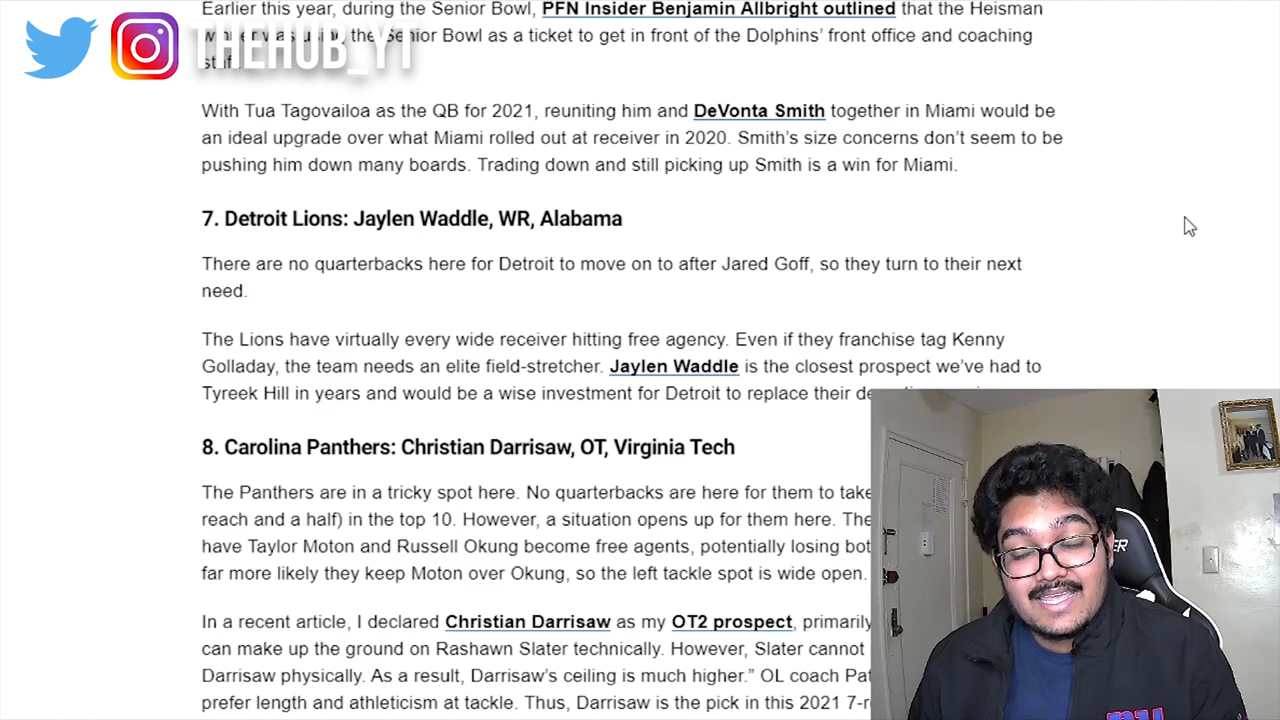 Earlier this year, during the Senior Bowl, PFN Insider Benjamin Allbright outlined that the Heisman
was using the Senior Bowl as a ticket to get in front of the Dolphins' front office and coaching
THEHUB_YT
With Tua Tagovailoa as the QB for 2021, reuniting him and DeVonta Smith together in Miami would be
an ideal upgrade over what Miami rolled out at receiver in 2020. Smith's size concerns don't seem to be
pushing him down many boards. Trading down and still picking up Smith is a win for Miami.
7. Detroit Lions: Jaylen Waddle, WR, Alabama
There are no quarterbacks here for Detroit to move on to after Jared Goff, so they turn to their next
need.
The Lions have virtually every wide receiver hitting free agency. Even if they franchise tag Kenny
Golladay, the team needs an elite field-stretcher. Jaylen Waddle is the closest prospect we've had to
Tyreek Hill in years and would be a wise investment for Detroit to replace their
8. Carolina Panthers: Christian Darrisaw, OT, Virginia Tech
The Panthers are in a tricky spot here. No quarterbacks are here for them to take
reach and a half) in the top 10. However, a situation opens up for them here. The
have Taylor Moton and Russell Okung become free agents, potentially losing bot
far more likely they keep Moton over Okung, so the left tackle spot is wide open.
In a recent article, I declared Christian Darrisaw as my OT2 prospect, primarily
can make up the ground on Rashawn Slater technically. However, Slater cannot
Darrisaw physically. As a result, Darrisaw's ceiling is much higher." OL coach Pat
prefer length and athleticism at tackle. Thus, Darrisaw is the pick in this 2021 7-r